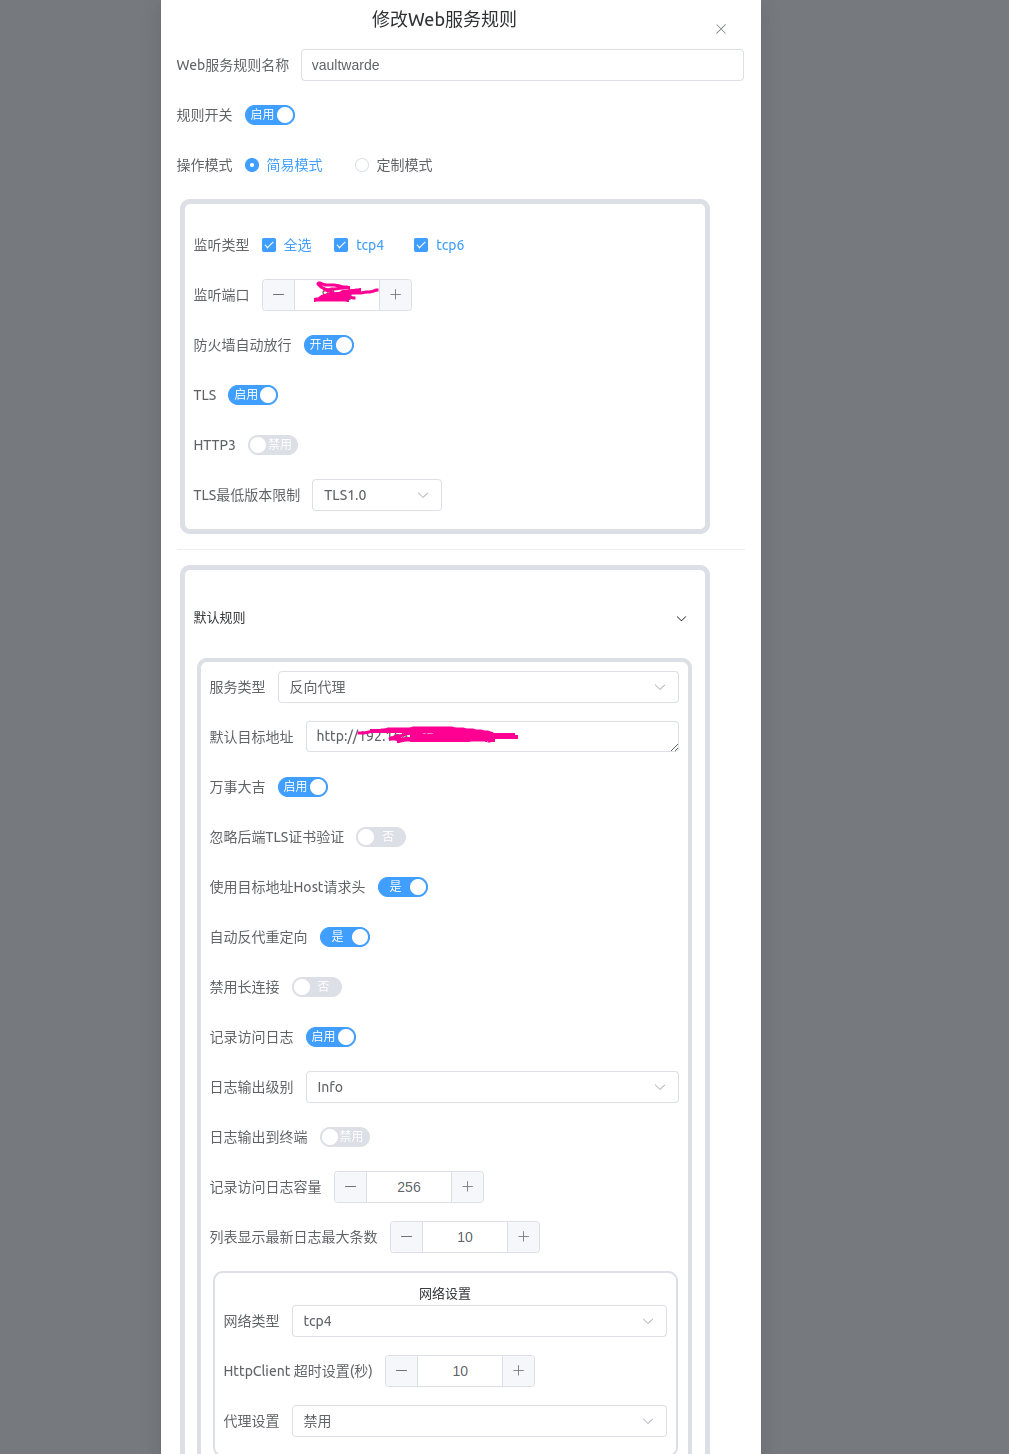 修改Web服务规则
Web服务规则名称 vaultwarde
规则开关 启用
操作模式 简易模式 定制模式
监听类型 全选 tcp4 tcp6
监听端口
防火墙自动放行 开启
TLS 启用
HTTP3 禁用
TLS最低版本限制 TLS1.0
默认规则
服务类型 反向代理
默认目标地址 http://192.
万事大吉 启用
忽略后端TLS证书验证 否
使用目标地址Host请求头 是
自动反代重定向 是
禁用长连接 否
记录访问日志 启用
日志输出级别 Info
日志输出到终端 禁用
记录访问日志容量 256
列表显示最新日志最大条数 10
网络设置
网络类型 tcp4
HttpClient 超时设置(秒) 10
代理设置 禁用